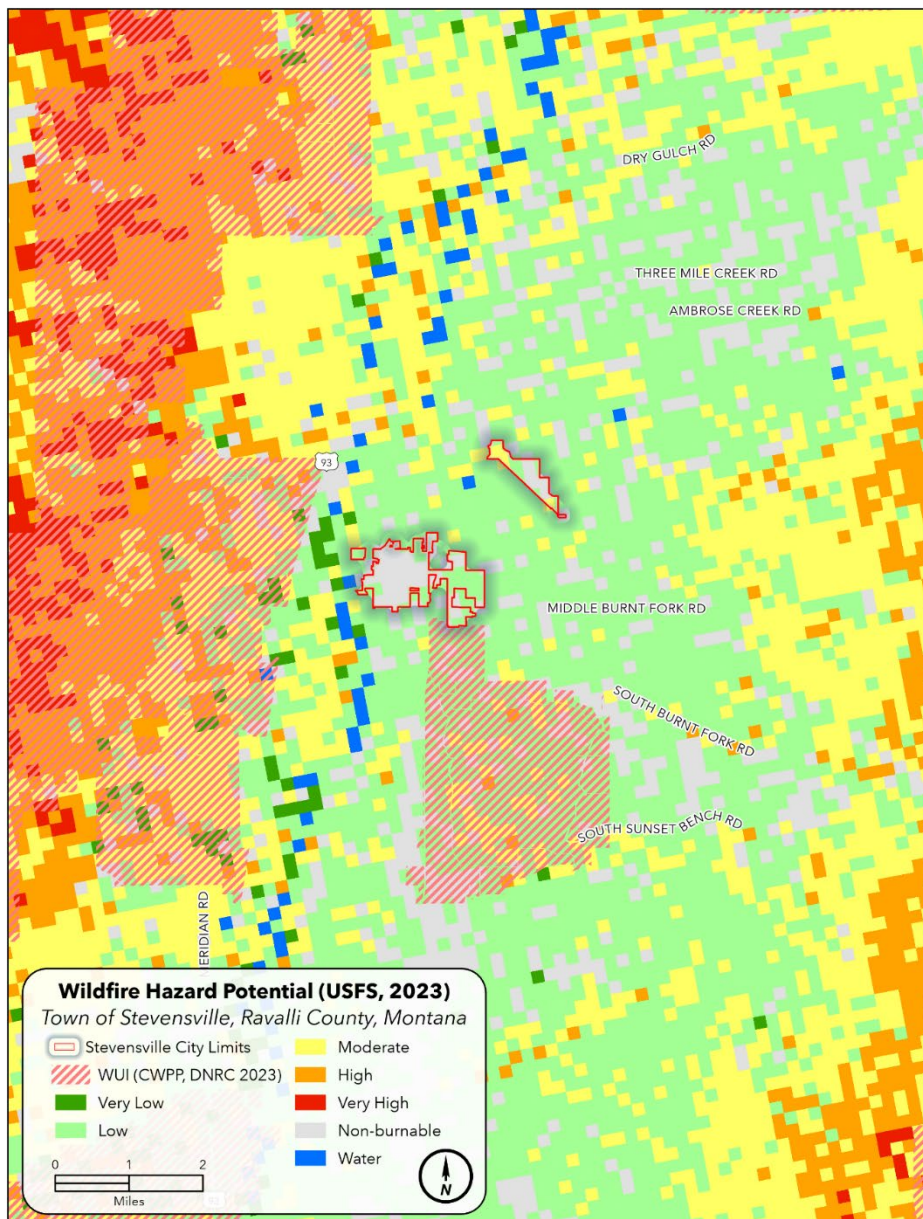 DRY GULCH RD
THREE MILE CREEK RD
AMBROSE CREEK RD
93
MIDDLE BURNT FORK RD
SOUTH BURNT FORK RD
SOUTH SUNSET BENCH RD
MERIDIAN RD
Wildfire Hazard Potential (USFS, 2023)
Town of Stevensville, Ravalli County, Montana
Stevensville City Limits
WUI (CWPP, DNRC 2023)
Very Low
Low
Moderate
High
Very High
Non-burnable
Water
0 1 2
Miles
N